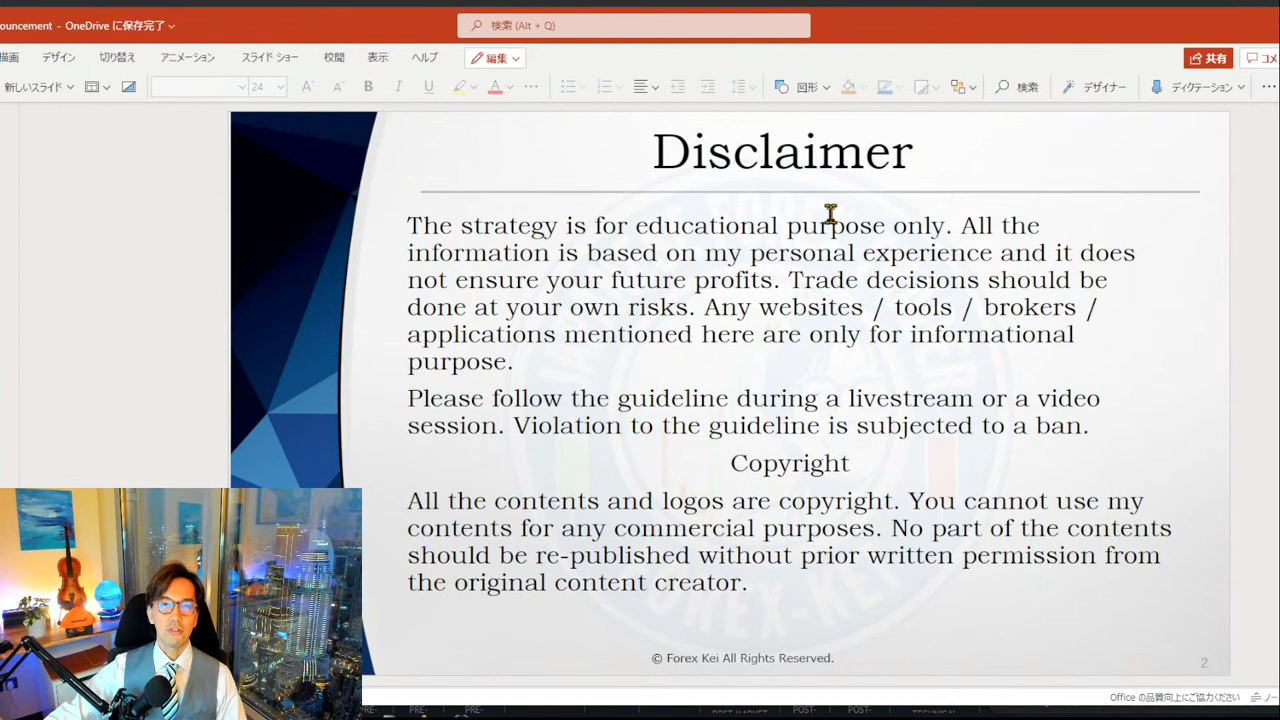 ouncement - OneDrive に保存完了
検索 (Alt + Q)
描画 デザイン 切り替え アニメーション スライド ショー 校閲 表示 ヘルプ 編集 共有 コメ
新しいスライド 24 B I U A 図形 検索 デザイナー ディクテーション
Disclaimer
The strategy is for educational purpose only. All the
information is based on my personal experience and it does
not ensure your future profits. Trade decisions should be
done at your own risks. Any websites / tools / brokers /
applications mentioned here are only for informational
purpose.
Please follow the guideline during a livestream or a video
session. Violation to the guideline is subjected to a ban.
Copyright
All the contents and logos are copyright. You cannot use my
contents for any commercial purposes. No part of the contents
should be re-published without prior written permission from
the original content creator.
© Forex Kei All Rights Reserved.
2
Office の品質向上にご協力ください ノー
PRE- PRE- POST- POST-